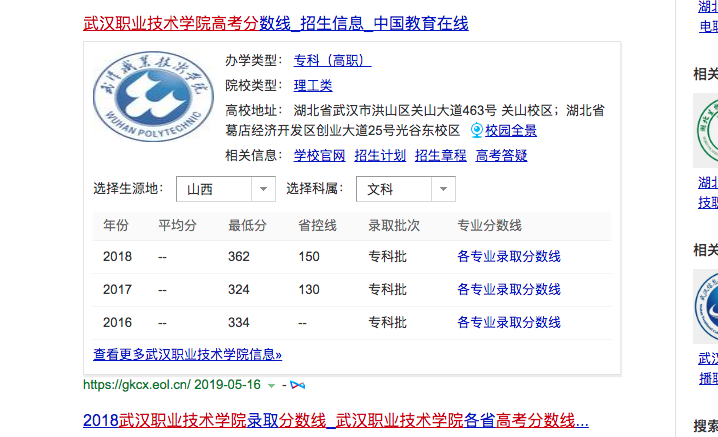 武汉职业技术学院高考分数线_招生信息_中国教育在线
武漢職業技術學院
WUHAN POLYTECHNIC
办学类型： 专科（高职）
院校类型： 理工类
高校地址： 湖北省武汉市洪山区关山大道463号 关山校区；湖北省
葛店经济开发区创业大道25号光谷东校区 校园全景
相关信息： 学校官网 招生计划 招生章程 高考答疑
选择生源地： 山西 选择科属： 文科
年份 平均分 最低分 省控线 录取批次 专业分数线
2018 -- 362 150 专科批 各专业录取分数线
2017 -- 324 130 专科批 各专业录取分数线
2016 -- 334 -- 专科批 各专业录取分数线
查看更多武汉职业技术学院信息»
https://gkcx.eol.cn/ 2019-05-16 -
2018武汉职业技术学院录取分数线_武汉职业技术学院各省高考分数线...
湖北
电职
相关
湖北
技职
相关
武汉
播职
搜索